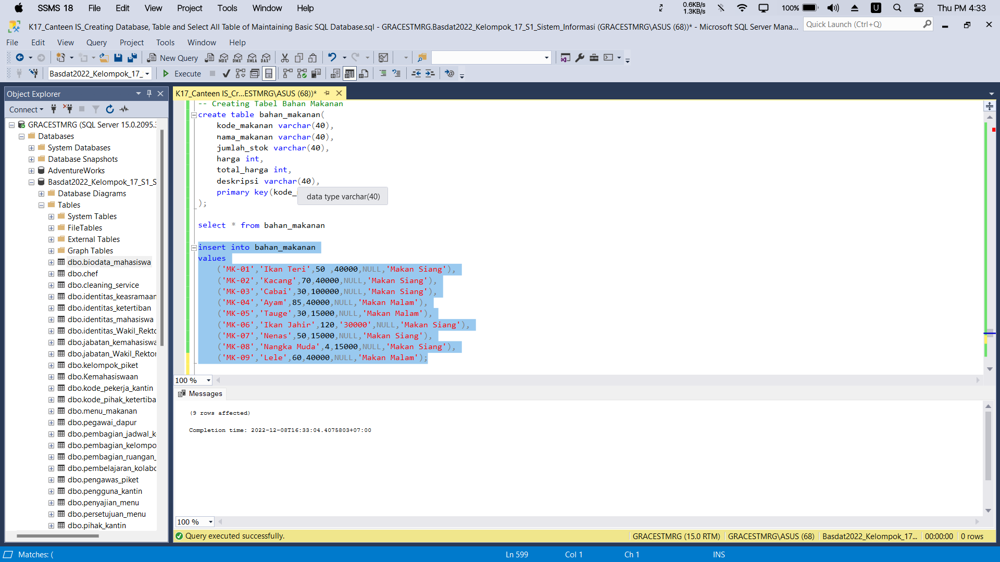 SSMS 18 File Edit View Project Tools Window Help 0.6KB/s 1.3KB/s 100% U Thu PM 4:33
K17_Canteen IS_Creating Database, Table and Select All Table of Maintaining Basic SQL Database.sql - GRACESTMRG.Basdat2022_Kelompok_17_S1_Sistem_Informasi (GRACESTMRG\ASUS (68))* - Microsoft SQL Server Mana... Quick Launch (Ctrl+Q)
File Edit View Query Project Tools Window Help
New Query MDX DMX XMLA DAX
Basdat2022_Kelompok_17_ Execute
Object Explorer
Connect
GRACESTMRG (SQL Server 15.0.2095.3
Databases
System Databases
Database Snapshots
AdventureWorks
Basdat2022_Kelompok_17_S1_S
Database Diagrams
Tables
System Tables
FileTables
External Tables
Graph Tables
dbo.biodata_mahasiswa
dbo.chef
dbo.cleaning_service
dbo.identitas_keasramaan
dbo.identitas_ketertiban
dbo.identitas_mahasiswa
dbo.identitas_Wakil_Rekto
dbo.jabatan_kemahasiswa
dbo.jabatan_Wakil_Rektor
dbo.kelompok_piket
dbo.Kemahasiswaan
dbo.kode_pekerja_kantin
dbo.kode_pihak_ketertiba
dbo.menu_makanan
dbo.pegawai_dapur
dbo.pembagian_jadwal_k
dbo.pembagian_kelompo
dbo.pembagian_ruangan_
dbo.pembelajaran_kolabo
dbo.pengawas_piket
dbo.pengguna_kantin
dbo.penyajian_menu
dbo.persetujuan_menu
dbo.pihak_kantin
K17_Canteen IS_Cr...ESTMRG\ASUS (68))*
-- Creating Tabel Bahan Makanan
create table bahan_makanan(
kode_makanan varchar(40),
nama_makanan varchar(40),
jumlah_stok varchar(40),
harga int,
total_harga int,
deskripsi varchar(40),
primary key(kode_
data type varchar(40)
);
select * from bahan_makanan
insert into bahan_makanan
values
('MK-01','Ikan Teri',50 ,40000,NULL,'Makan Siang'),
('MK-02','Kacang',70,40000,NULL,'Makan Siang'),
('MK-03','Cabai',30,100000,NULL,'Makan Siang'),
('MK-04','Ayam',85,40000,NULL,'Makan Malam'),
('MK-05','Tauge',30,15000,NULL,'Makan Malam'),
('MK-06','Ikan Jahir',120,'30000',NULL,'Makan Siang'),
('MK-07','Nenas',50,15000,NULL,'Makan Siang'),
('MK-08','Nangka Muda',4,15000,NULL,'Makan Siang'),
('MK-09','Lele',60,40000,NULL,'Makan Malam');
100 %
Messages
(9 rows affected)
Completion time: 2022-12-08T16:33:04.4075803+07:00
100 %
Query executed successfully. GRACESTMRG (15.0 RTM) GRACESTMRG\ASUS (68) Basdat2022_Kelompok_17... 00:00:00 0 rows
Matches: ( Ln 599 Col 1 Ch 1 INS